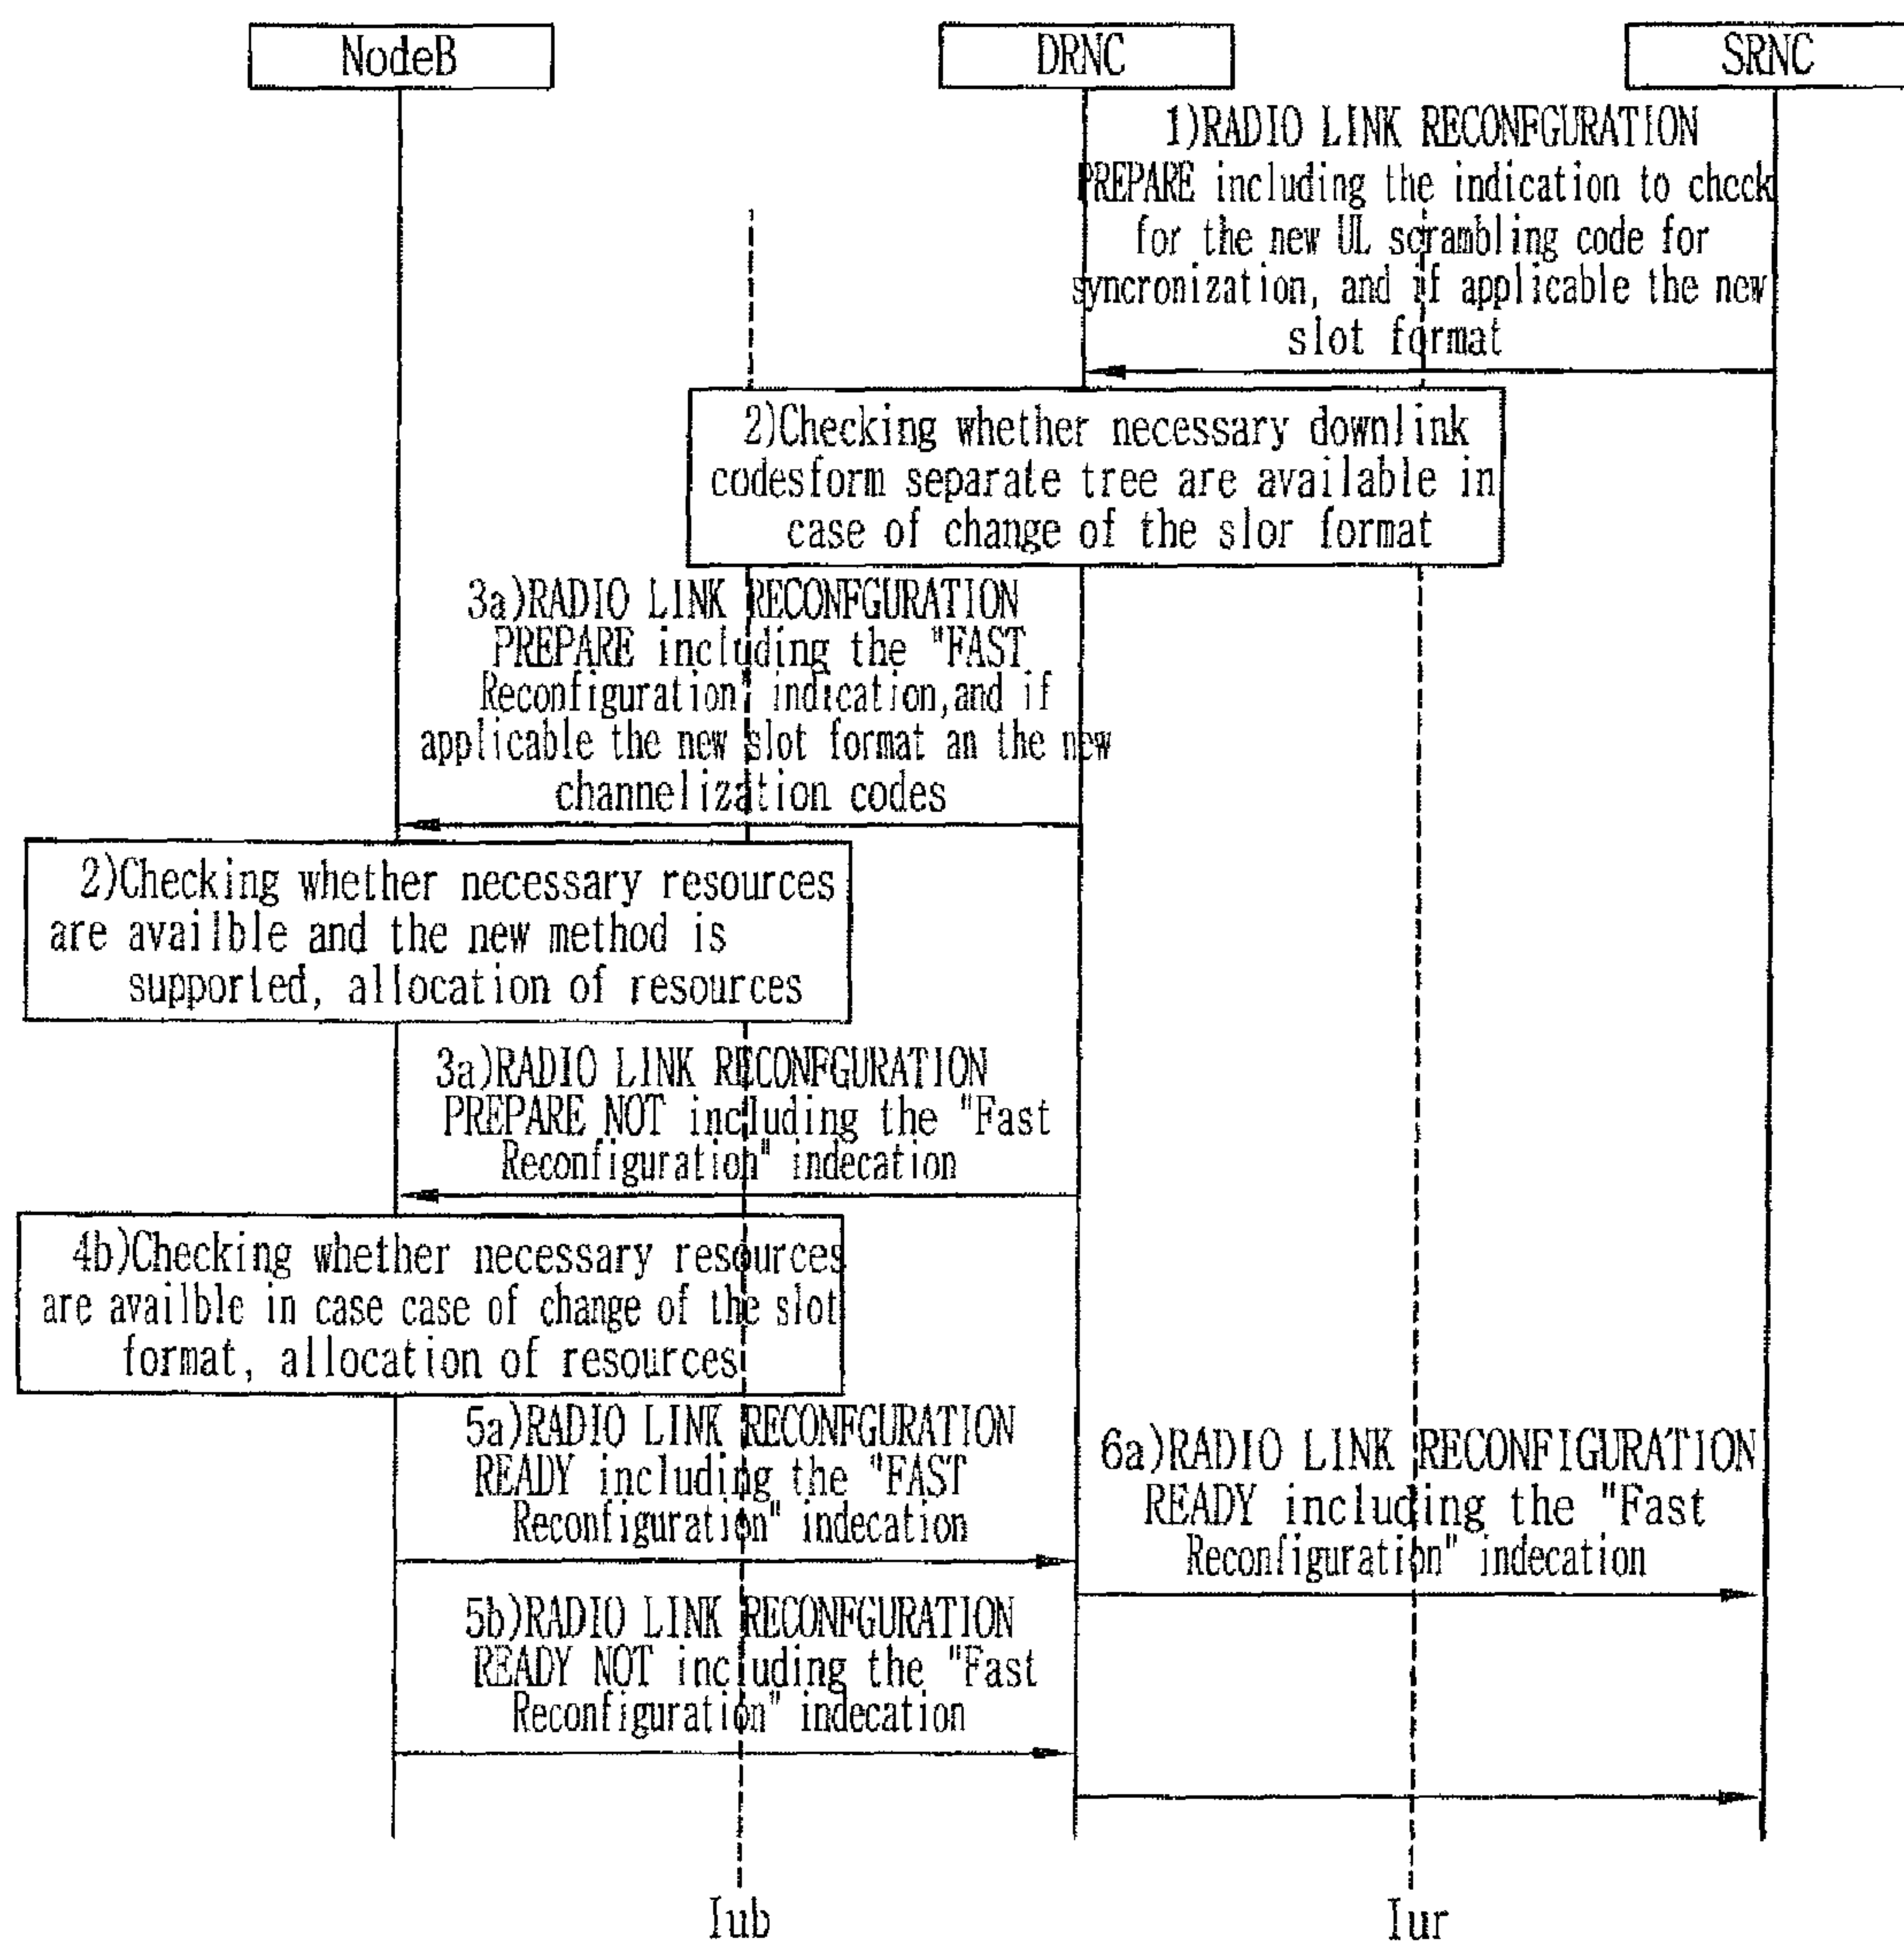 NodeB
DRNC
SRNC
1)RADIO LINK RECONFGURATION
PREPARE including the indication to check
for the new UL scrambling code for
syncronization, and if applicable the new
slot format
2)Checking whether necessary downlink
codesform separate tree are available in
case of change of the slor format
3a)RADIO LINK RECONFGURATION
PREPARE including the "FAST
Reconfiguration" indication,and if
applicable the new slot format an the new
channelization codes
2)Checking whether necessary resources
are availble and the new method is
supported, allocation of resources
3a)RADIO LINK RECONFGURATION
PREPARE NOT including the "Fast
Reconfiguration" indecation
4b)Checking whether necessary resources
are availble in case case of change of the slot
format, allocation of resources
5a)RADIO LINK RECONFGURATION
READY including the "FAST
Reconfiguration" indecation
6a)RADIO LINK RECONFIGURATION
READY including the "Fast
Reconfiguration" indecation
5b)RADIO LINK RECONFGURATION
READY NOT including the "Fast
Reconfiguration" indecation
Iub
Iur